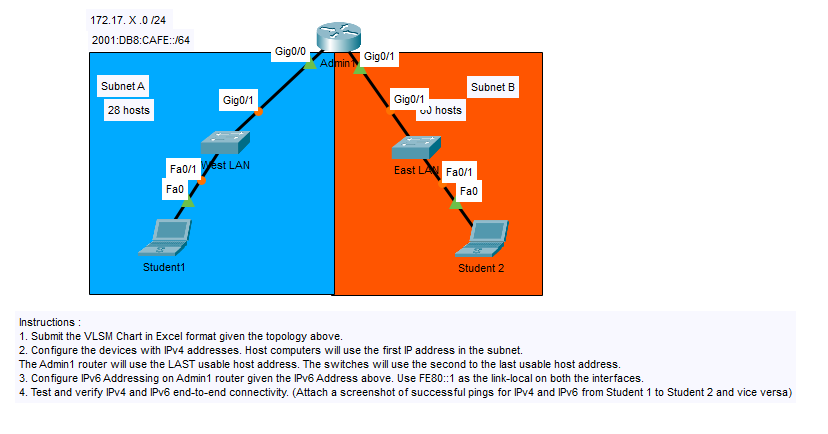 172.17. X .0 /24
2001:DB8:CAFE::/64
Gig0/0
Admin1
Gig0/1
Subnet A
28 hosts
Subnet B
Gig0/1
Gig0/1
hosts
West LAN
East LAN
Fa0/1
Fa0/1
Fa0
Fa0
Student1
Student 2
Instructions :
1. Submit the VLSM Chart in Excel format given the topology above.
2. Configure the devices with IPv4 addresses. Host computers will use the first IP address in the subnet.
The Admin1 router will use the LAST usable host address. The switches will use the second to the last usable host address.
3. Configure IPv6 Addressing on Admin1 router given the IPv6 Address above. Use FE80::1 as the link-local on both the interfaces.
4. Test and verify IPv4 and IPv6 end-to-end connectivity. (Attach a screenshot of successful pings for IPv4 and IPv6 from Student 1 to Student 2 and vice versa)